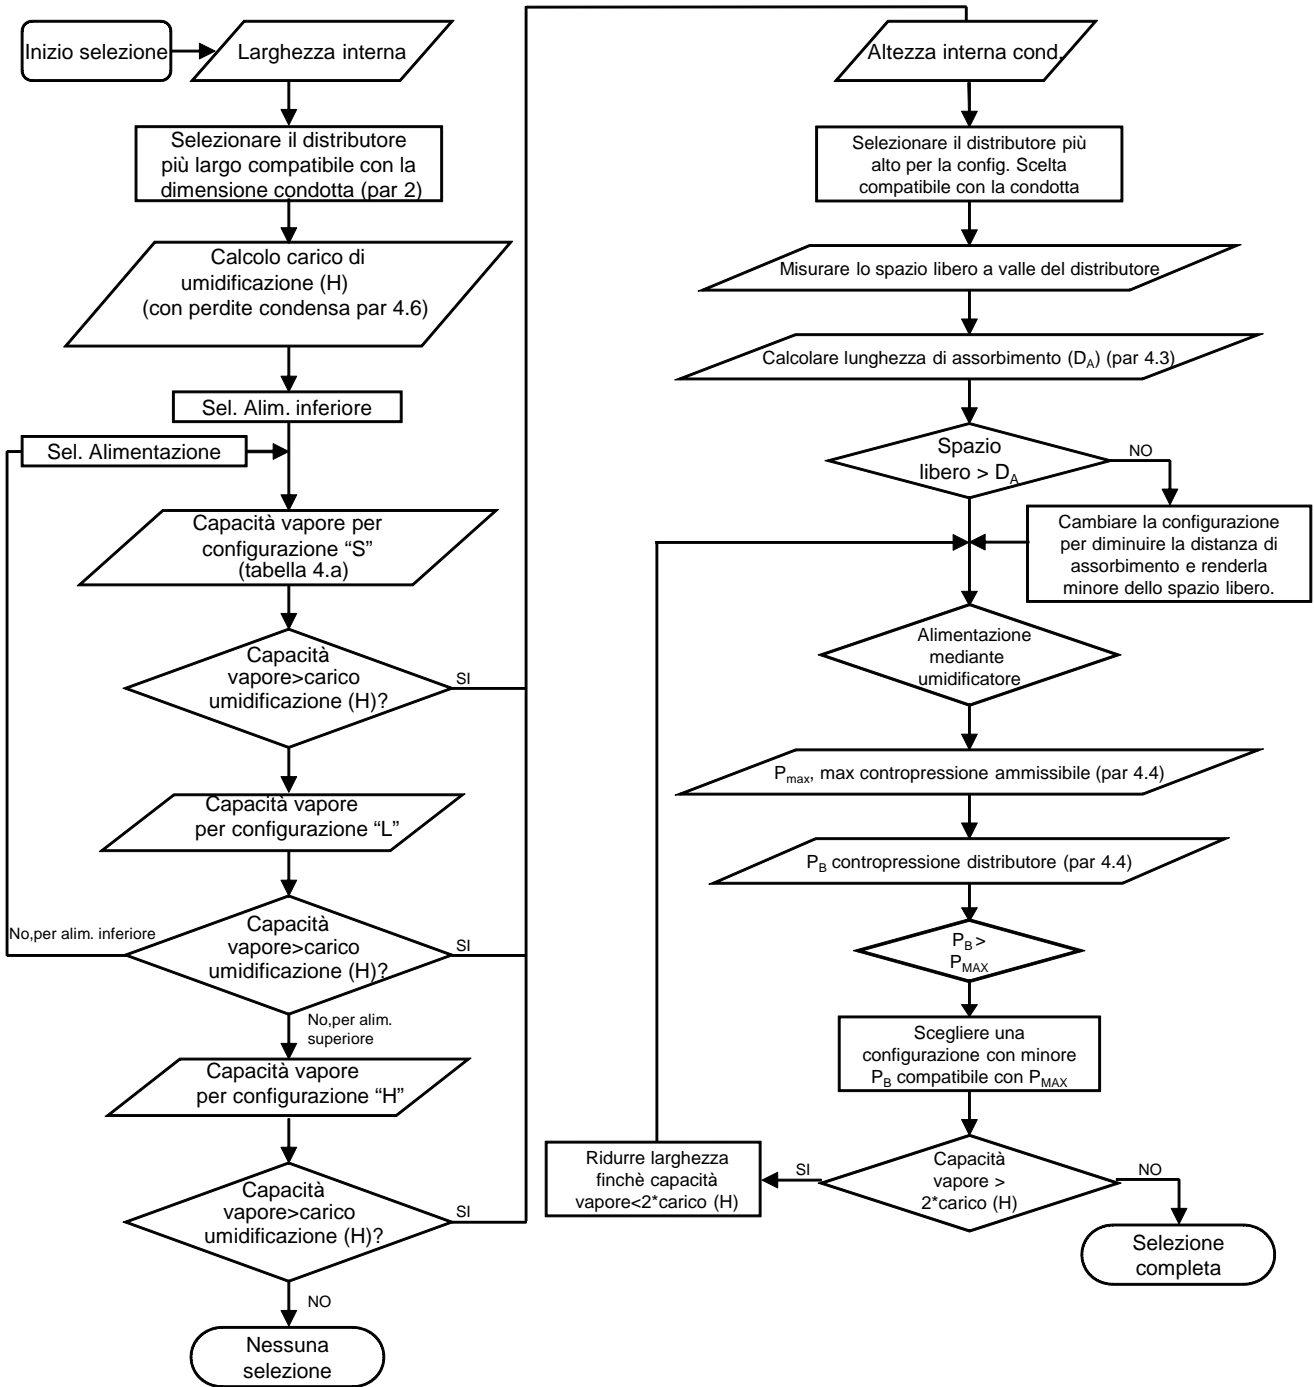 Inizio selezione
Larghezza interna
Selezionare il distributore
più largo compatibile con la
dimensione condotta (par 2)
Calcolo carico di
umidificazione (H)
(con perdite condensa par 4.6)
Sel. Alim. inferiore
Sel. Alimentazione
Capacità vapore per
configurazione “S”
(tabella 4.a)
Capacità
vapore>carico
umidificazione (H)?
SI
Capacità vapore
per configurazione “L”
No,per alim. inferiore
Capacità
vapore>carico
umidificazione (H)?
SI
No,per alim.
superiore
Capacità vapore
per configurazione “H”
Capacità
vapore>carico
umidificazione (H)?
SI
NO
Nessuna
selezione
Altezza interna cond.
Selezionare il distributore più
alto per la config. Scelta
compatibile con la condotta
Misurare lo spazio libero a valle del distributore
Calcolare lunghezza di assorbimento (DA) (par 4.3)
Spazio
libero > DA
NO
Cambiare la configurazione
per diminuire la distanza di
assorbimento e renderla
minore dello spazio libero.
Alimentazione
mediante
umidificatore
Pmax, max contropressione ammissibile (par 4.4)
PB contropressione distributore (par 4.4)
PB >
PMAX
Scegliere una
configurazione con minore
PB compatibile con PMAX
Capacità
vapore >
2*carico (H)
SI
NO
Ridurre larghezza
finchè capacità
vapore<2*carico (H)
Selezione
completa